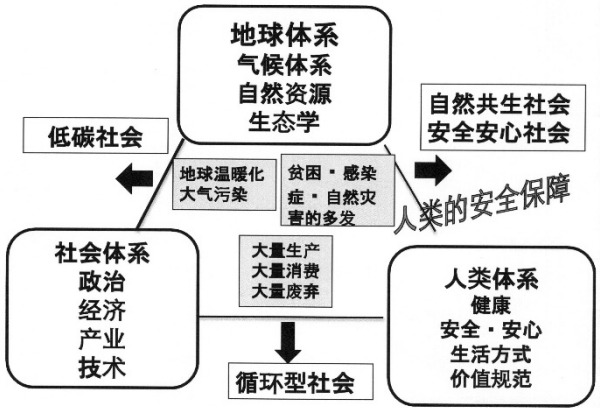 地球体系
气候体系
自然资源
生态学
低碳社会
自然共生社会
安全安心社会
地球温暖化
大气污染
贫困·感染
症·自然灾
害的多发
人类的安全保障
大量生产
大量消费
大量废弃
社会体系
政治
经济
产业
技术
人类体系
健康
安全·安心
生活方式
价值规范
循环型社会